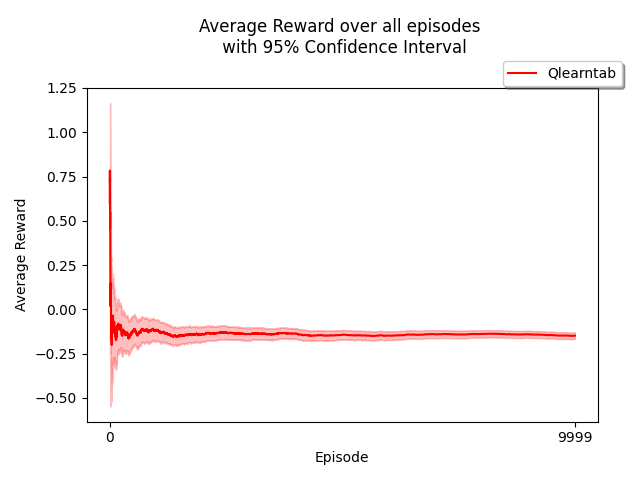 Average Reward over all episodes
with 95% Confidence Interval
Qlearntab
1.25
1.00
0.75
0.50
0.25
0.00
−0.25
−0.50
Average Reward
0
9999
Episode